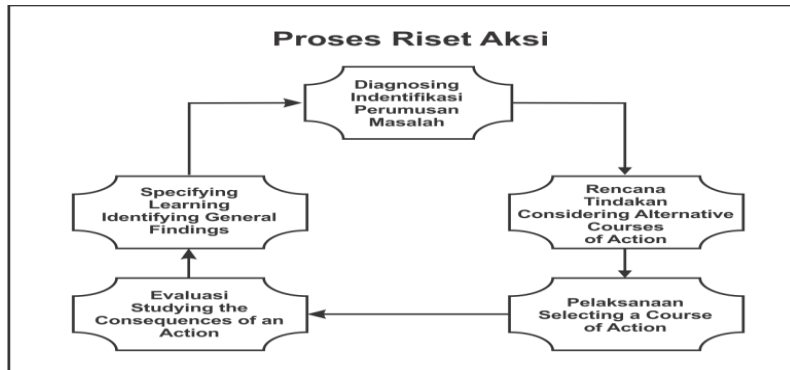 Proses Riset Aksi
Diagnosing
Indentifikasi
Perumusan
Masalah
Rencana
Tindakan
Considering Alternative
Courses
of Action
Pelaksanaan
Selecting a Course
of Action
Evaluasi
Studying the
Consequences of an
Action
Specifying
Learning
Identifying General
Findings